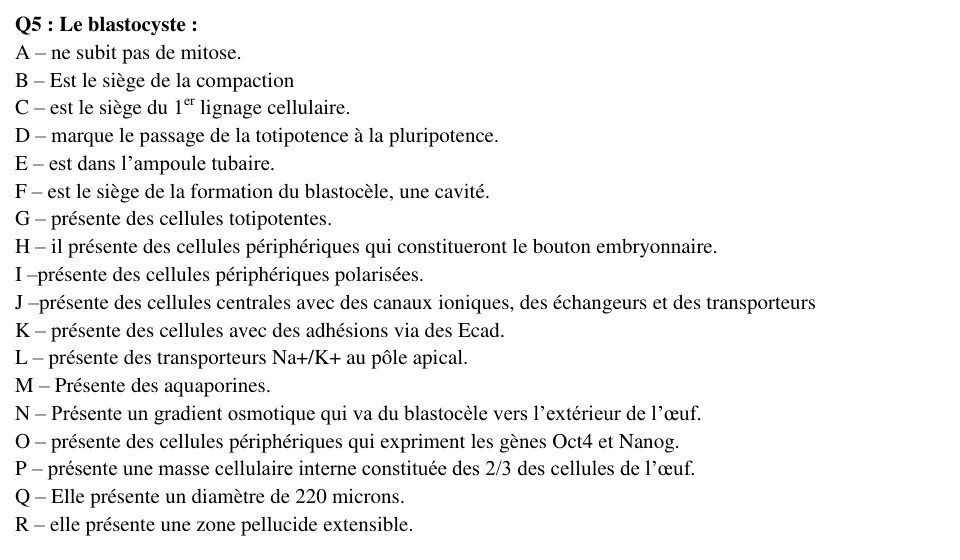 Q5 : Le blastocyste :
A – ne subit pas de mitose.
B – Est le siège de la compaction
C – est le siège du 1er lignage cellulaire.
D – marque le passage de la totipotence à la pluripotence.
E – est dans l'ampoule tubaire.
F – est le siège de la formation du blastocèle, une cavité.
G – présente des cellules totipotentes.
H – il présente des cellules périphériques qui constitueront le bouton embryonnaire.
I –présente des cellules périphériques polarisées.
J –présente des cellules centrales avec des canaux ioniques, des échangeurs et des transporteurs
K – présente des cellules avec des adhésions via des Ecad.
L – présente des transporteurs Na+/K+ au pôle apical.
M – Présente des aquaporines.
N – Présente un gradient osmotique qui va du blastocèle vers l'extérieur de l'œuf.
O – présente des cellules périphériques qui expriment les gènes Oct4 et Nanog.
P – présente une masse cellulaire interne constituée des 2/3 des cellules de l'œuf.
Q – Elle présente un diamètre de 220 microns.
R – elle présente une zone pellucide extensible.